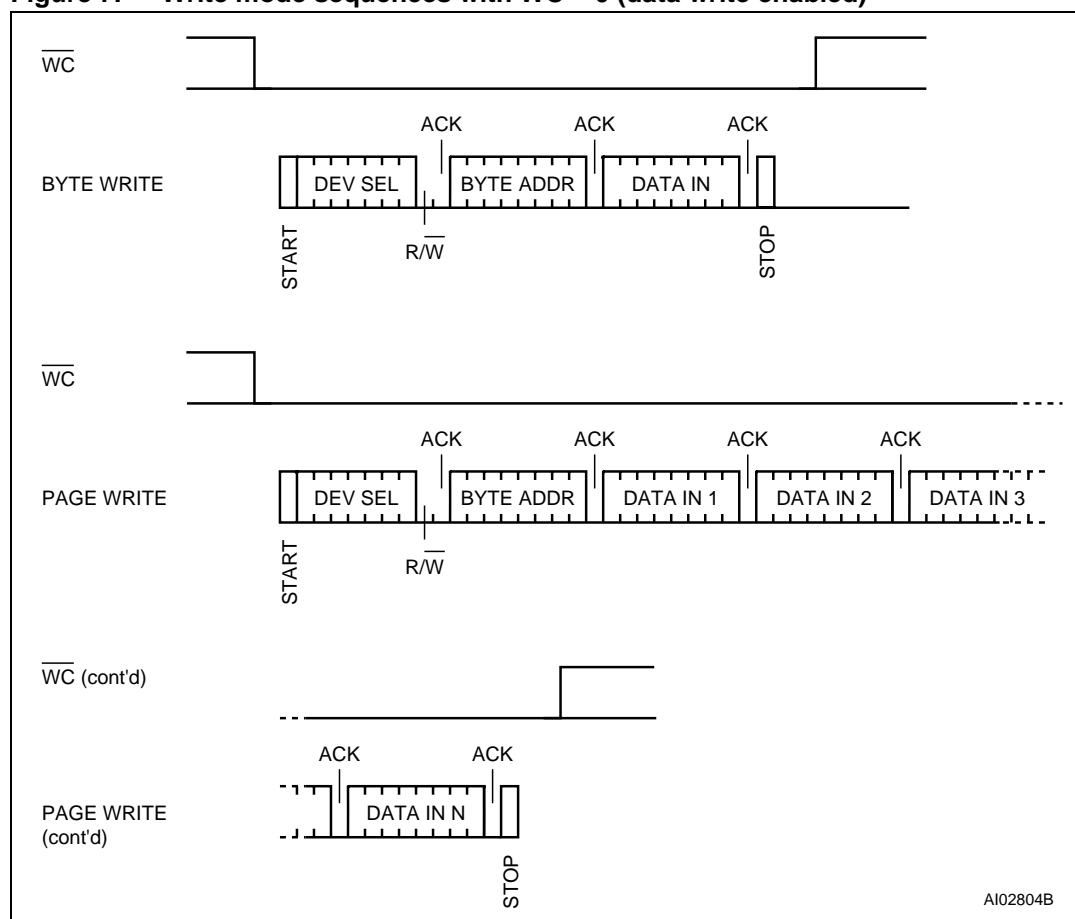 WC
ACK ACK ACK
BYTE WRITE DEV SEL BYTE ADDR DATA IN
START R/W STOP
WC
ACK ACK ACK ACK
PAGE WRITE DEV SEL BYTE ADDR DATA IN 1 DATA IN 2 DATA IN 3
START R/W
WC (cont'd)
ACK ACK
PAGE WRITE DATA IN N
(cont'd)
STOP
AI02804B